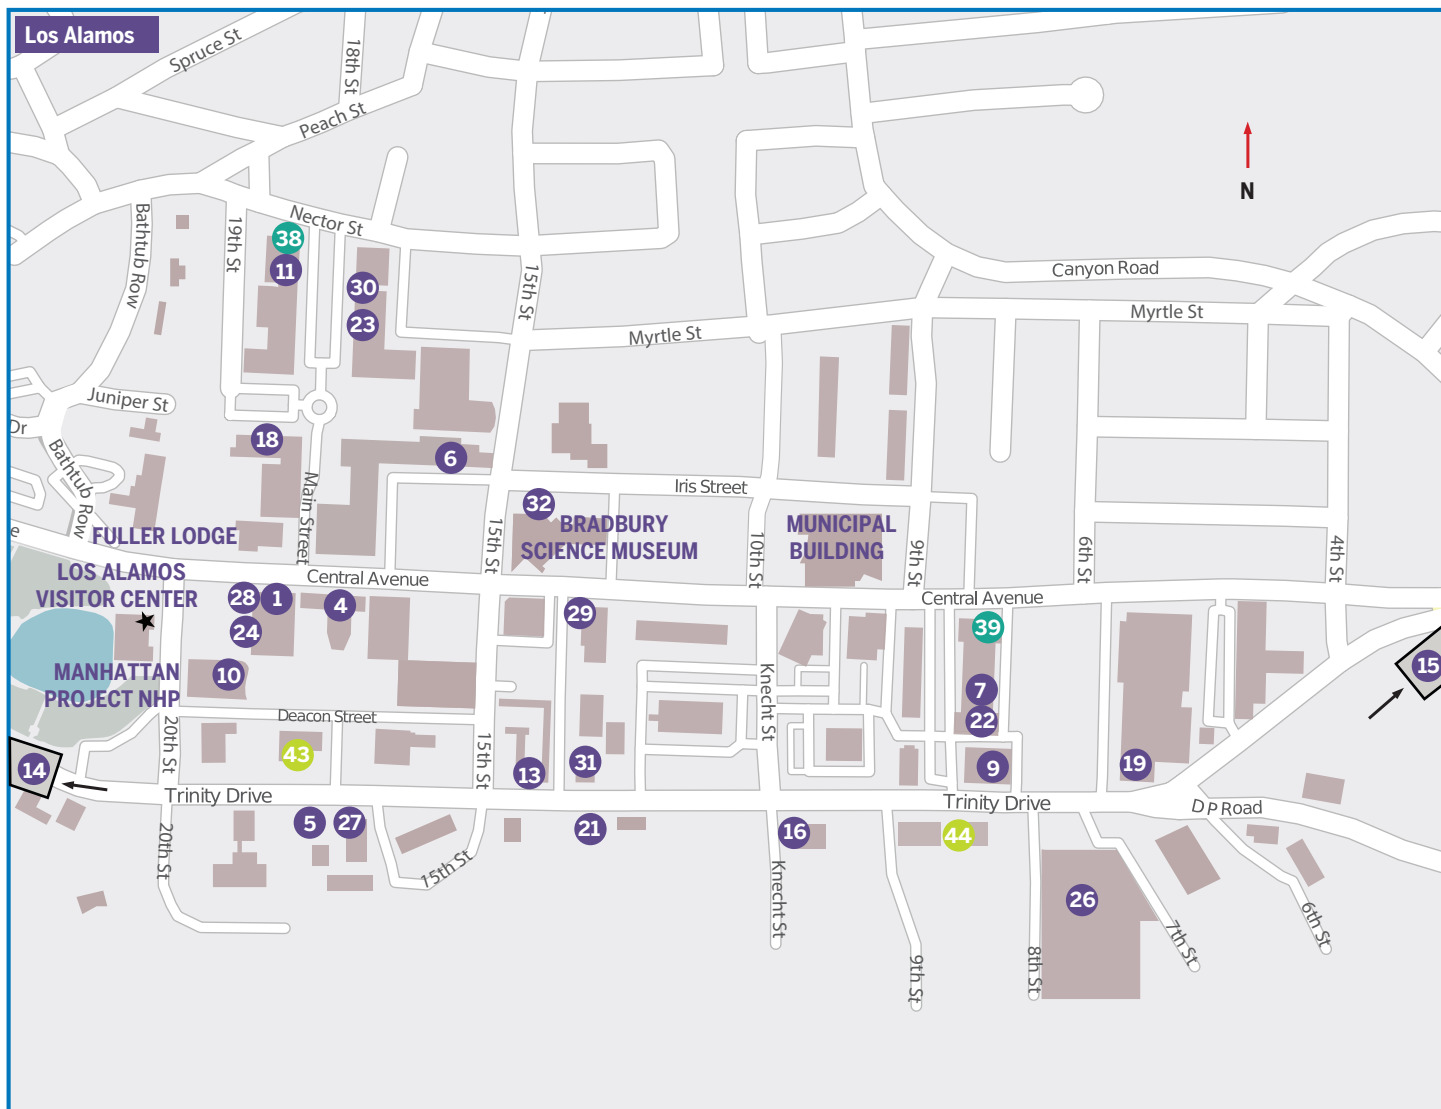 Los Alamos
Spruce St
18th St
Peach St
N
Bathtub Row
19th St
Nector St
38
11
30
23
15th St
Canyon Road
Myrtle St
Myrtle St
Juniper St
Dr
Bathtub Row
18
6
Main Street
Iris Street
32
FULLER LODGE
15th St
BRADBURY
SCIENCE MUSEUM
10th St
MUNICIPAL
BUILDING
9th St
6th St
4th St
e
LOS ALAMOS
VISITOR CENTER
Central Avenue
Central Avenue
28
1
4
29
39
24
MANHATTAN
PROJECT NHP
10
Knecht St
7
22
15
Deacon Street
20th St
43
15th St
13
31
9
19
14
Trinity Drive
Trinity Drive
D P Road
5
27
21
16
44
20th St
15th St
Knecht St
26
9th St
8th St
7th St
6th St